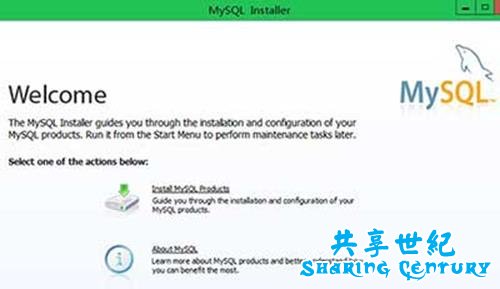 MySQL Installer
MySQL
Welcome
The MySQL Installer guides you through the installation and configuration of your
MySQL products. Run it from the Start Menu to perform maintenance tasks later.
Select one of the actions below:
Install MySQL Products
Guide you through the installation and configuration of your
MySQL products.
About MySQL
Learn more about MySQL products and better
you can benefit the most.
共享世纪
Sharing Century